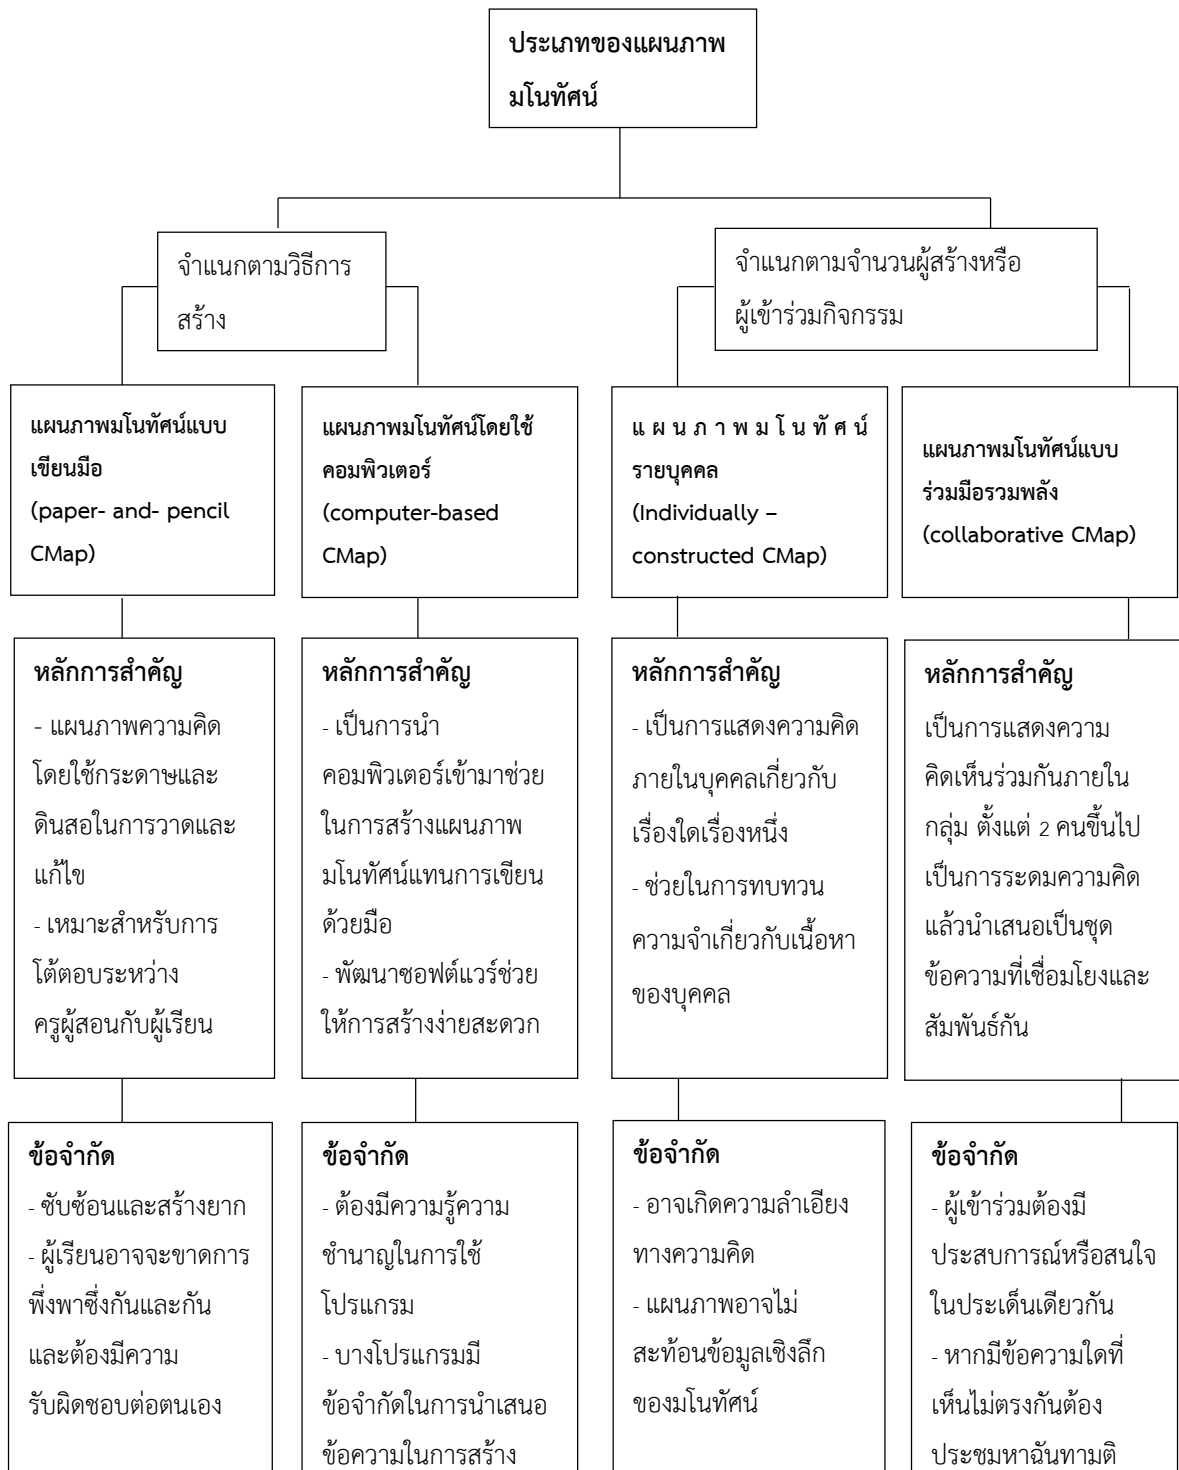 ประเภทของแผนภาพ
มโนทัศน์
จำแนกตามวิธีการ
สร้าง
จำแนกตามจำนวนผู้สร้างหรือ
ผู้เข้าร่วมกิจกรรม
แผนภาพมโนทัศน์แบบ
เขียนมือ
(paper- and- pencil
CMap)
แผนภาพมโนทัศน์โดยใช้
คอมพิวเตอร์
(computer-based
CMap)
แ ผ น ภ า พ ม โ น ทั ศ น์
รายบุคคล
(Individually –
constructed CMap)
แผนภาพมโนทัศน์แบบ
ร่วมมือรวมพลัง
(collaborative CMap)
หลักการสำคัญ
- แผนภาพความคิด
โดยใช้กระดาษและ
ดินสอในการวาดและ
แก้ไข
- เหมาะสำหรับการ
โต้ตอบระหว่าง
ครูผู้สอนกับผู้เรียน
หลักการสำคัญ
- เป็นการนำ
คอมพิวเตอร์เข้ามาช่วย
ในการสร้างแผนภาพ
มโนทัศน์แทนการเขียน
ด้วยมือ
- พัฒนาซอฟต์แวร์ช่วย
ให้การสร้างง่ายสะดวก
หลักการสำคัญ
- เป็นการแสดงความคิด
ภายในบุคคลเกี่ยวกับ
เรื่องใดเรื่องหนึ่ง
- ช่วยในการทบทวน
ความจำเกี่ยวกับเนื้อหา
ของบุคคล
หลักการสำคัญ
เป็นการแสดงความ
คิดเห็นร่วมกันภายใน
กลุ่ม ตั้งแต่ 2 คนขึ้นไป
เป็นการระดมความคิด
แล้วนำเสนอเป็นชุด
ข้อความที่เชื่อมโยงและ
สัมพันธ์กัน
ข้อจำกัด
- ซับซ้อนและสร้างยาก
- ผู้เรียนอาจจะขาดการ
พึ่งพาซึ่งกันและกัน
และต้องมีความ
รับผิดชอบต่อตนเอง
ข้อจำกัด
- ต้องมีความรู้ความ
ชำนาญในการใช้
โปรแกรม
- บางโปรแกรมมี
ข้อจำกัดในการนำเสนอ
ข้อความในการสร้าง
ข้อจำกัด
- อาจเกิดความลำเอียง
ทางความคิด
- แผนภาพอาจไม่
สะท้อนข้อมูลเชิงลึก
ของมโนทัศน์
ข้อจำกัด
- ผู้เข้าร่วมต้องมี
ประสบการณ์หรือสนใจ
ในประเด็นเดียวกัน
- หากมีข้อความใดที่
เห็นไม่ตรงกันต้อง
ประชุมหาฉันทามติ